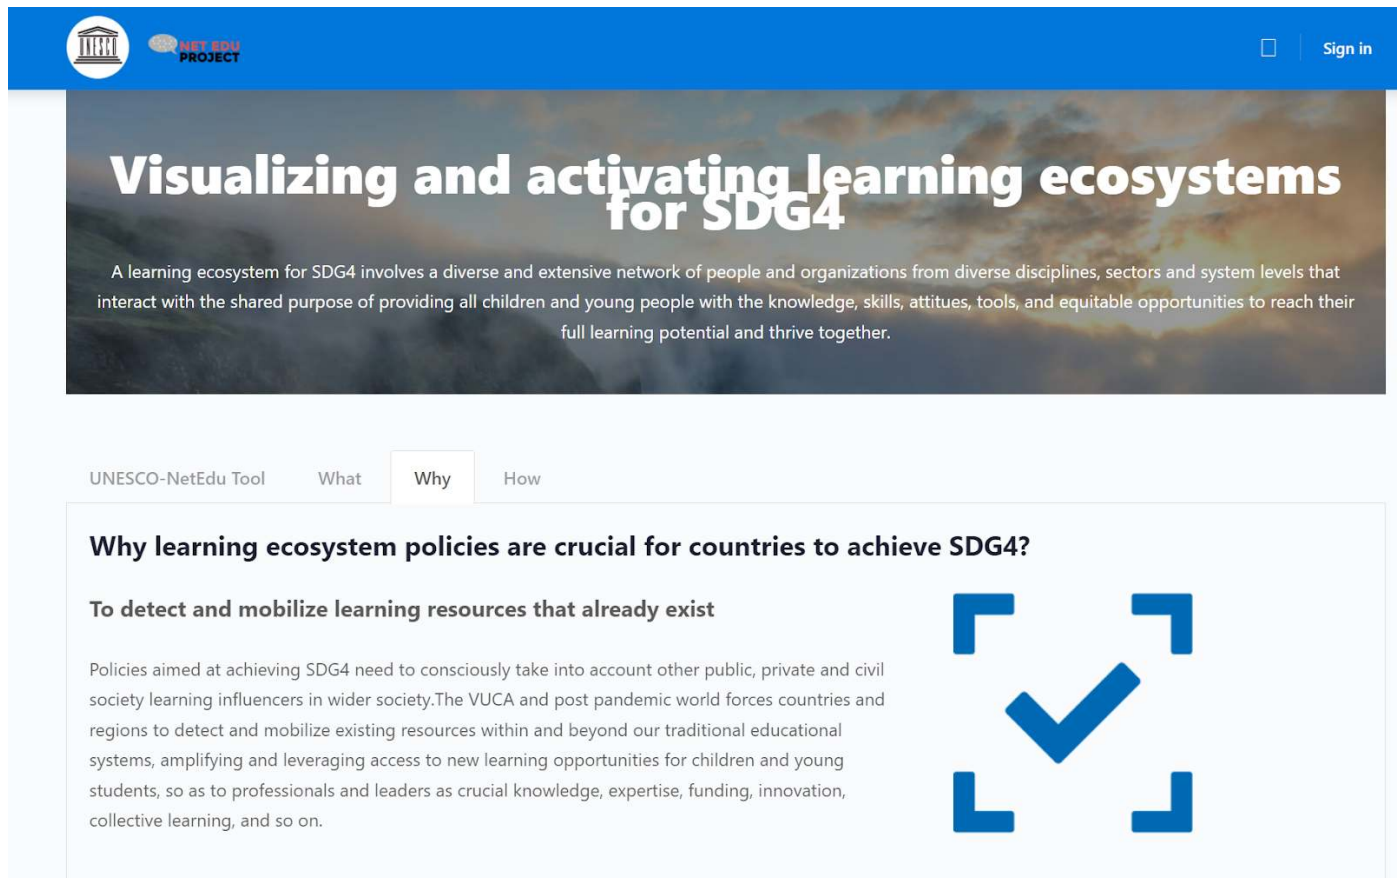 UNESCO
NET EDU
PROJECT
Sign in
Visualizing and activating learning ecosystems
for SDG4
A learning ecosystem for SDG4 involves a diverse and extensive network of people and organizations from diverse disciplines, sectors and system levels that
interact with the shared purpose of providing all children and young people with the knowledge, skills, attitues, tools, and equitable opportunities to reach their
full learning potential and thrive together.
UNESCO-NetEdu Tool What Why How
Why learning ecosystem policies are crucial for countries to achieve SDG4?
To detect and mobilize learning resources that already exist
Policies aimed at achieving SDG4 need to consciously take into account other public, private and civil
society learning influencers in wider society.The VUCA and post pandemic world forces countries and
regions to detect and mobilize existing resources within and beyond our traditional educational
systems, amplifying and leveraging access to new learning opportunities for children and young
students, so as to professionals and leaders as crucial knowledge, expertise, funding, innovation,
collective learning, and so on.